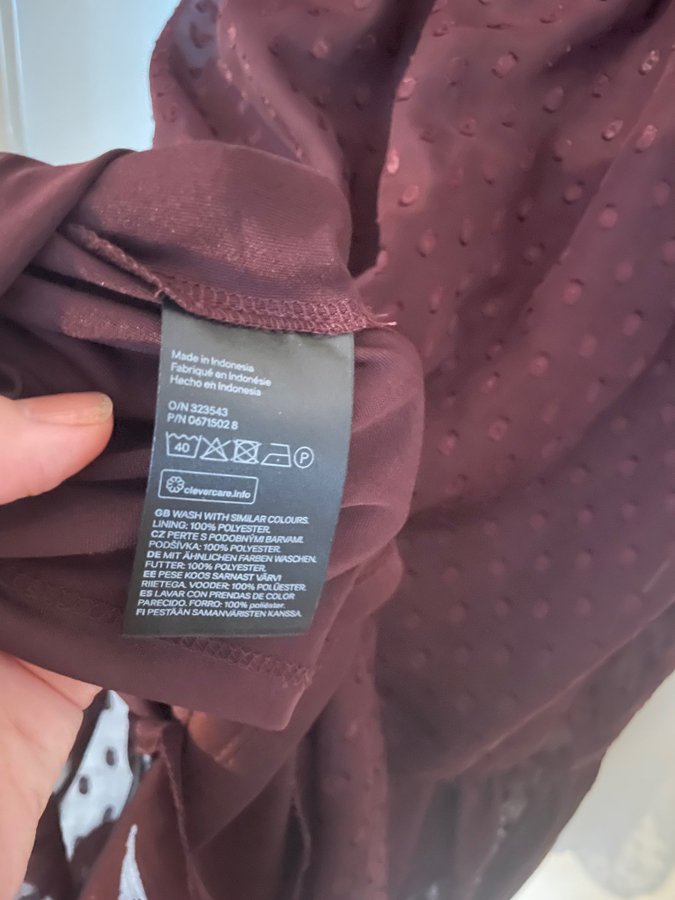 Made in Indonesia
Fabriqué en Indonésie
Hecho en Indonesia
O/N 323543
P/N 0671502 8
40 P
clevercare.info
GB WASH WITH SIMILAR COLOURS.
LINING: 100% POLYESTER.
CZ PERTE S PODOBNÝMI BARVAMI.
PODŠÍVKA: 100% POLYESTER.
DE MIT ÄHNLICHEN FARBEN WASCHEN.
FUTTER: 100% POLYESTER.
EE PESE KOOS SARNAST VÄRVI
RIIETEGA. VOODER: 100% POLÜESTER.
ES LAVAR CON PRENDAS DE COLOR
PARECIDO. FORRO: 100% poliéster.
FI PESTÄÄN SAMANVÄRISTEN KANSSA.